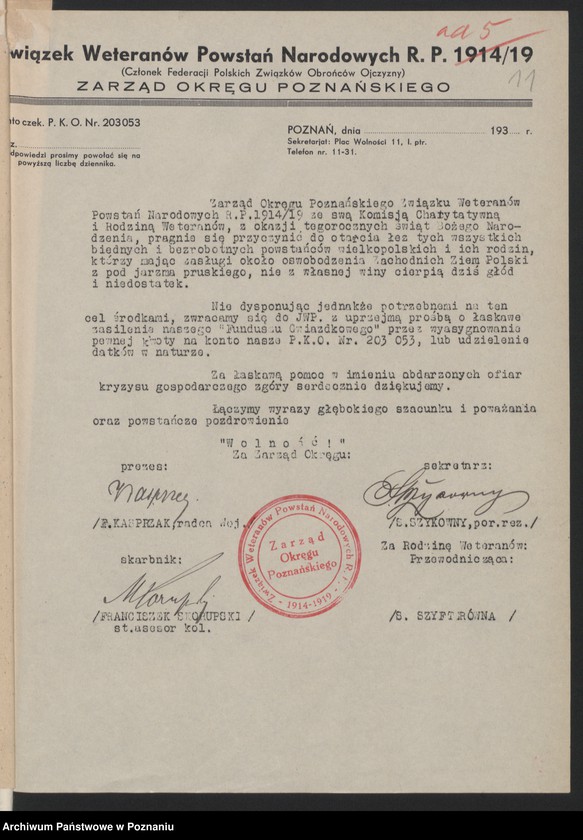 ad 5
11
wiązek Weteranów Powstań Narodowych R. P. 1914/19
(Członek Federacji Polskich Związków Obrońców Ojczyzny)
ZARZĄD OKRĘGU POZNAŃSKIEGO
nto czek. P. K. O. Nr. 203053
z.
dpowiedzi prosimy powołać się na
powyższą liczbę dziennika.
POZNAŃ, dnia 193 r.
Sekretarjat: Plac Wolności 11, I. ptr.
Telefon nr. 11-31.
Zarząd Okręgu Poznańskiego Związku Weteranów
Powstań Narodowych R.P.1914/19 ze swą Komisją Charytatywną
i Rodziną Weteranów, z okazji tegorocznych świąt Bożego Naro-
dzenia, pragnie się przyczynić do otarcia łez tych wszystkich
biednych i bezrobotnych powstańców wielkopolskich i ich rodzin,
którzy mając zasługi około oswobodzenia Zachodnich Ziem Polski
z pod jarzma pruskiego, nie z własnej winy cierpią dziś głód
i niedostatek.
Nie dysponując jednakże potrzebnemi na ten
cel środkami, zwracamy się do JWP. z uprzejmą prośbą o łaskawe
zasilenie naszego "Funduszu Gwiazdkowego" przez wyasygnowanie
pewnej kwoty na konto nasze P.K.O. Nr. 203 053, lub udzielenie
datków w naturze.
Za łaskawą pomoc w imieniu obdarzonych ofiar
kryzysu gospodarczego zgóry serdecznie dziękujemy.
Łączymy wyrazy głębokiego szacunku i poważania
oraz powstańcze pozdrowienie
"W o l n o ś ć ! "
Za Zarząd Okręgu:
prezes:
sekretarz:
Kasprzak
/P.KASPRZAK, radca Woj./
/S.SZYKOWNY, por.rez./
Związek Weteranów Powstań Narodowych R. P.
1914-1919
Zarząd
Okręgu
Poznańskiego
Za Rodzinę Weteranów:
Przewodnicząca:
skarbnik:
/FRANCISZEK SKORUPSKI /
st.asesor kol.
/S. SZYFTERÓWNA /
Archiwum Państwowe w Poznaniu